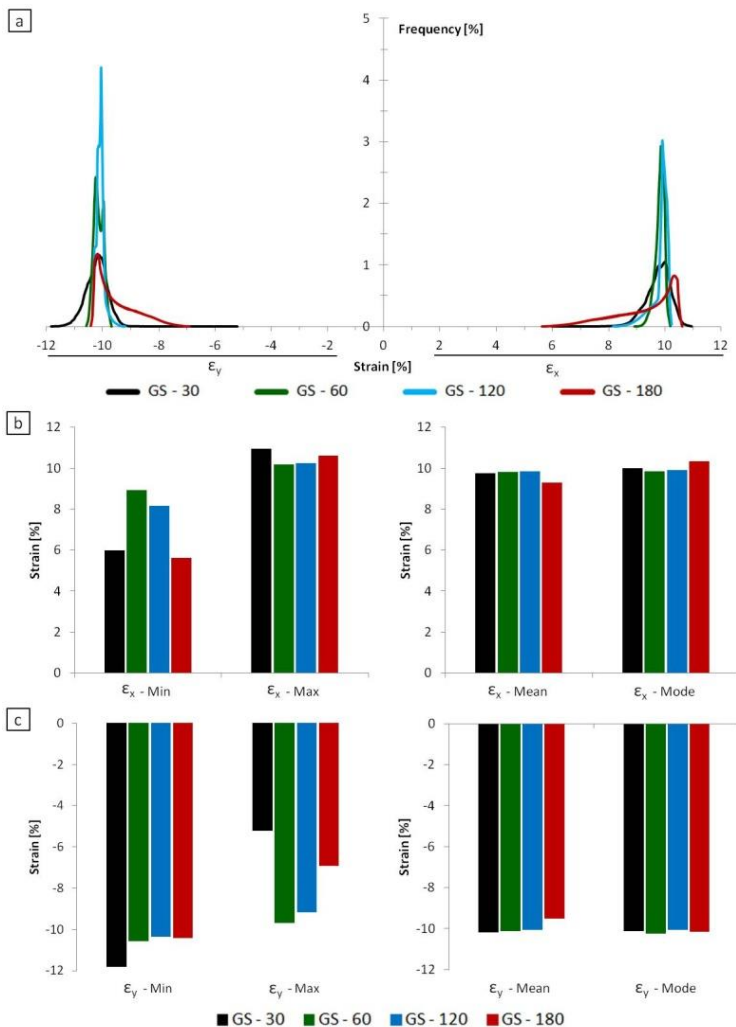 a
Frequency [%]
5
4
3
2
1
0
-12 -10 -8 -6 -4 -2 0 2 4 6 8 10 12
εy Strain [%] εx
GS - 30 GS - 60 GS - 120 GS - 180
b
Strain [%]
12
10
8
6
4
2
0
εx - Min εx - Max
Strain [%]
12
10
8
6
4
2
0
εx - Mean εx - Mode
c
Strain [%]
0
-2
-4
-6
-8
-10
-12
εy - Min εy - Max
Strain [%]
0
-2
-4
-6
-8
-10
-12
εy - Mean εy - Mode
GS - 30 GS - 60 GS - 120 GS - 180